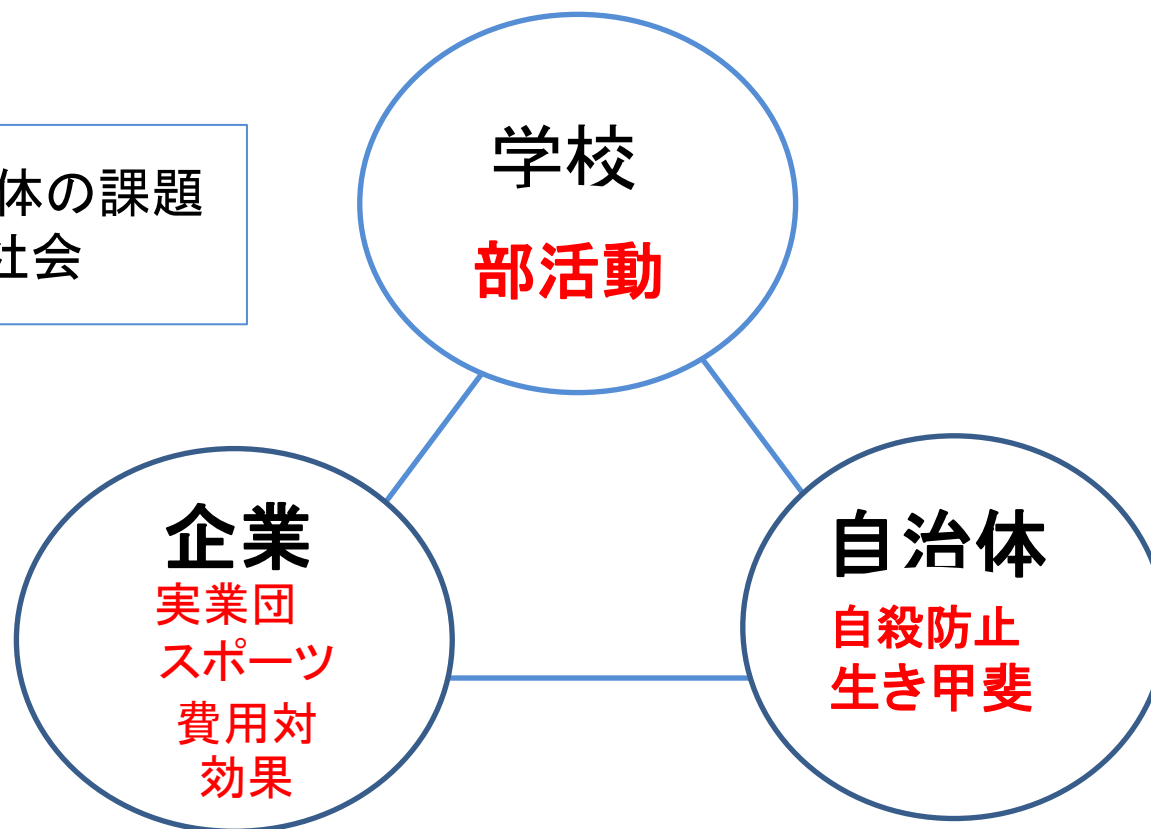 体の課題
社会
学校
部活動
企業
実業団
スポーツ
費用対
効果
自治体
自殺防止
生き甲斐